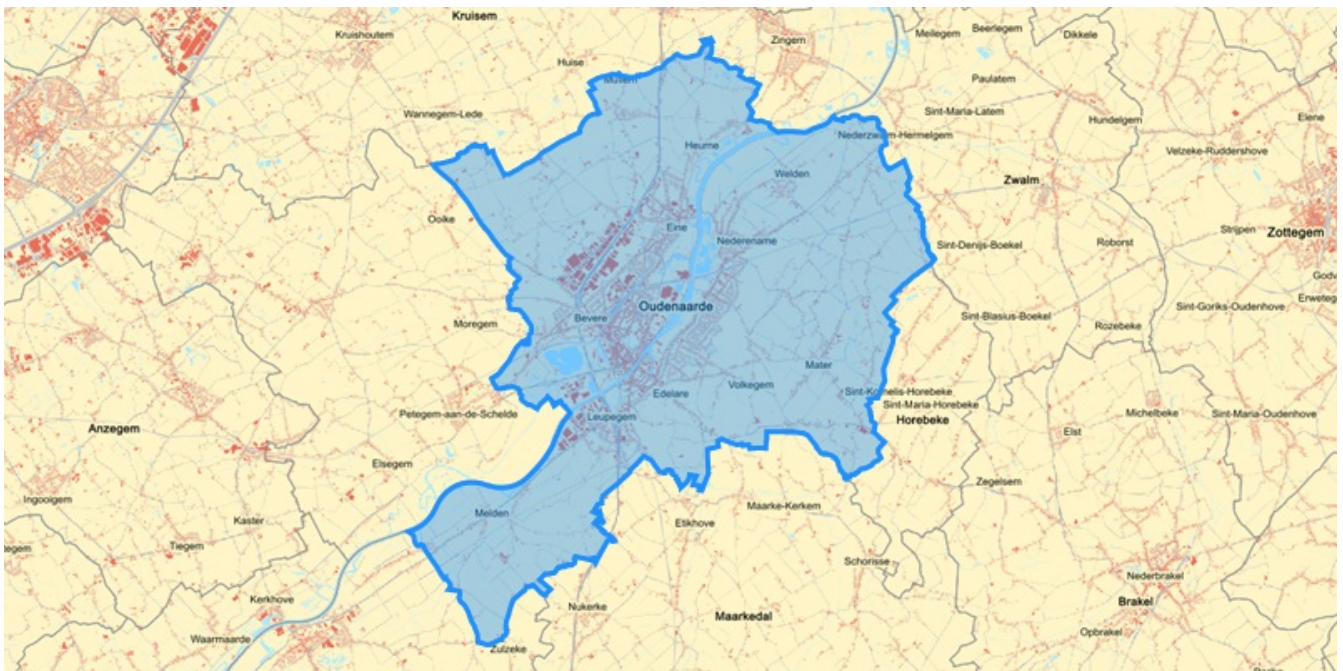 Kruisem
Kruishoutem
Zingem
Meilegem
Beerlegem
Dikkele
Huise
Mullem
Paulatem
Wannegem-Lede
Sint-Maria-Latem
Hundelgem
Elene
Nederzwalm-Hermelgem
Heurne
Velzeke-Ruddershove
Welden
Zwalm
Ooike
Eine
Strijpen
Zottegem
Nederename
Sint-Denijs-Boekel
Roborst
Godv
Erwetege
Oudenaarde
Sint-Goriks-Oudenhove
Bevere
Sint-Blasius-Boekel
Moregem
Rozebeke
Mater
Edelare
Volkegem
Sint-Kornelis-Horebeke
Sint-Maria-Horebeke
Petegem-aan-de-Schelde
Leupegem
Michelbeke
Sint-Maria-Oudenhove
Anzegem
Horebeke
Elst
Elsegem
Zegelsem
Ingooigem
Maarke-Kerkem
Melden
Kaster
Etikhove
tegem
Tiegem
Schorisse
Nederbrakel
Kerkhove
Nukerke
Brakel
Maarkedal
Waarmaarde
Opbrakel
Zulzeke